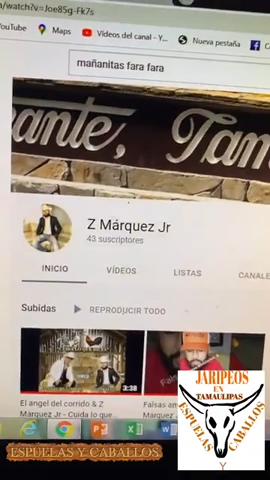 /watch?v=Joe85g-Fk7s
YouTube
Maps
Vídeos del canal - Y...
Nueva pestaña
mañanitas fara fara
ante, Tam
Z Márquez Jr
43 suscriptores
INICIO
VÍDEOS
LISTAS
CANALE
Subidas
REPRODUCIR TODO
3:38
El angel del corrido & Z
Márquez Jr - Cuida lo que...
Falsas am
Marquez
ESPUELAS Y CABALLOS
JARIPEOS
EN
TAMAULIPAS
ESPUELAS
Y
CABALLOS